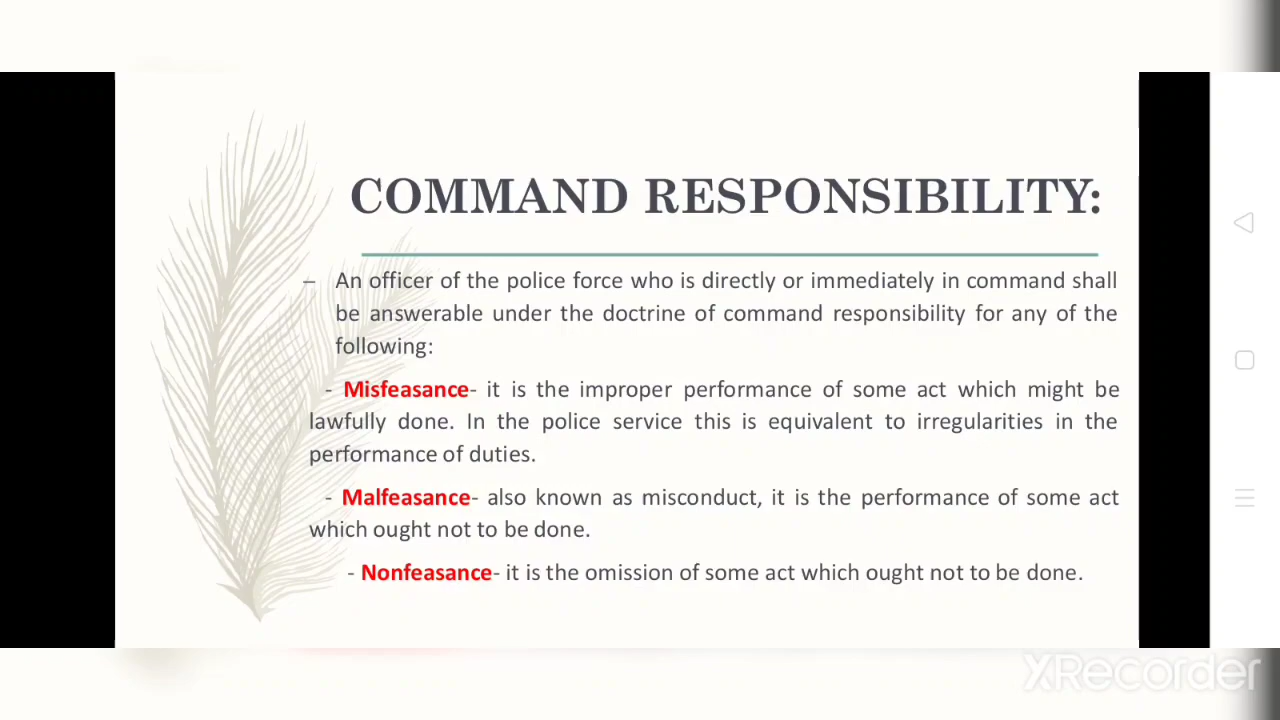 COMMAND RESPONSIBILITY:
– An officer of the police force who is directly or immediately in command shall
be answerable under the doctrine of command responsibility for any of the
following:
- Misfeasance- it is the improper performance of some act which might be
lawfully done. In the police service this is equivalent to irregularities in the
performance of duties.
- Malfeasance- also known as misconduct, it is the performance of some act
which ought not to be done.
- Nonfeasance- it is the omission of some act which ought not to be done.
XRecorder